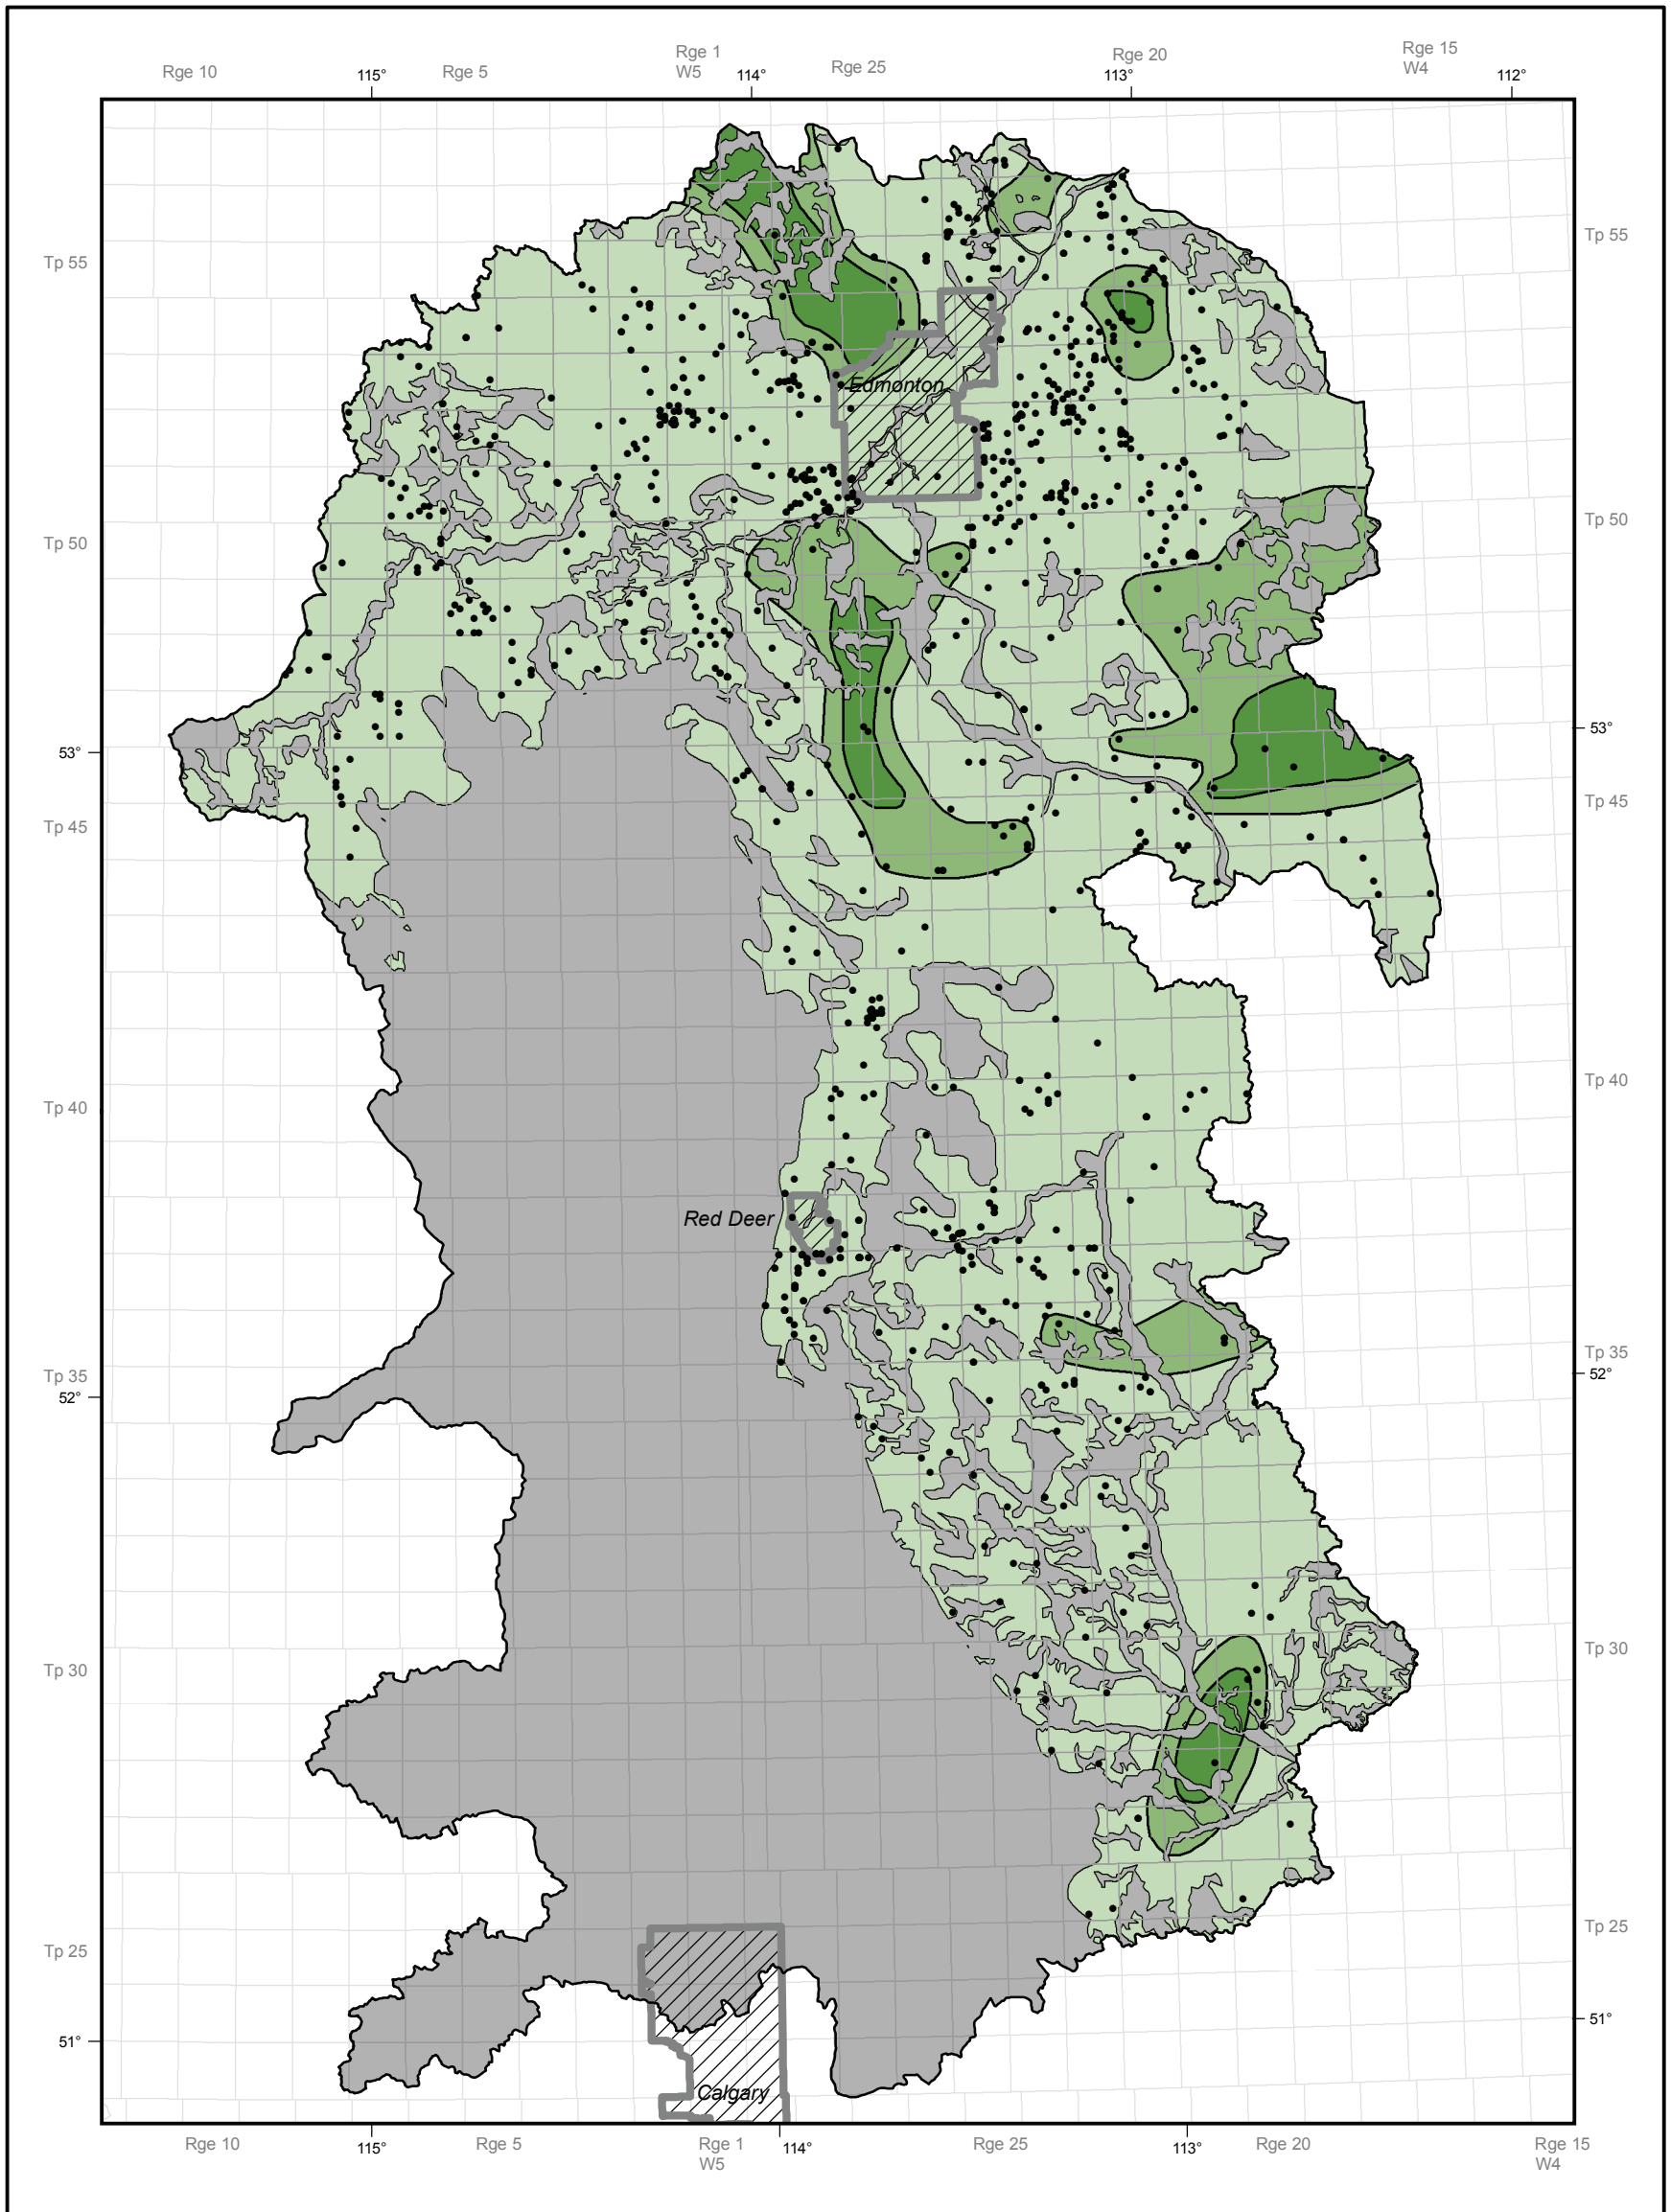 Rge 10
115°
Rge 5
Rge 1
W5
114°
Rge 25
113°
Rge 20
Rge 15
W4
112°
Tp 55
Tp 55
Edmonton
Tp 50
Tp 50
53°
53°
Tp 45
Tp 45
Tp 40
Tp 40
Red Deer
Tp 35
Tp 35
52°
52°
Tp 30
Tp 30
Tp 25
Tp 25
51°
51°
Calgary
Rge 10
115°
Rge 5
Rge 1
W5
114°
Rge 25
113°
Rge 20
Rge 15
W4